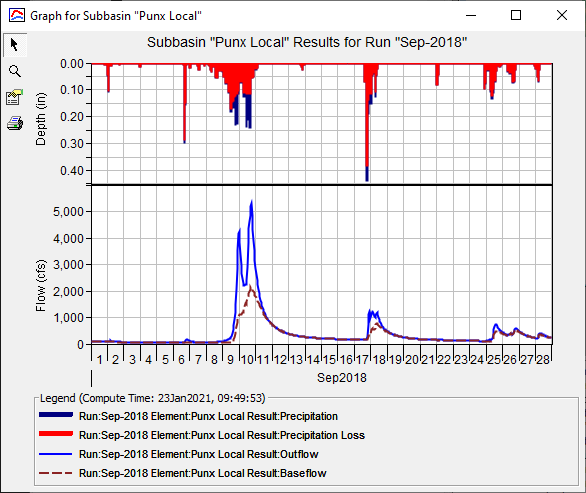 Graph for Subbasin "Punx Local"
Subbasin "Punx Local" Results for Run "Sep-2018"
0.00
0.10
0.20
0.30
0.40
Depth (in)
5,000
4,000
3,000
2,000
1,000
0
Flow (cfs)
1 2 3 4 5 6 7 8 9 10 11 12 13 14 15 16 17 18 19 20 21 22 23 24 25 26 27 28
Sep2018
Legend (Compute Time: 23Jan2021, 09:49:53)
Run:Sep-2018 Element:Punx Local Result:Precipitation
Run:Sep-2018 Element:Punx Local Result:Precipitation Loss
Run:Sep-2018 Element:Punx Local Result:Outflow
Run:Sep-2018 Element:Punx Local Result:Baseflow